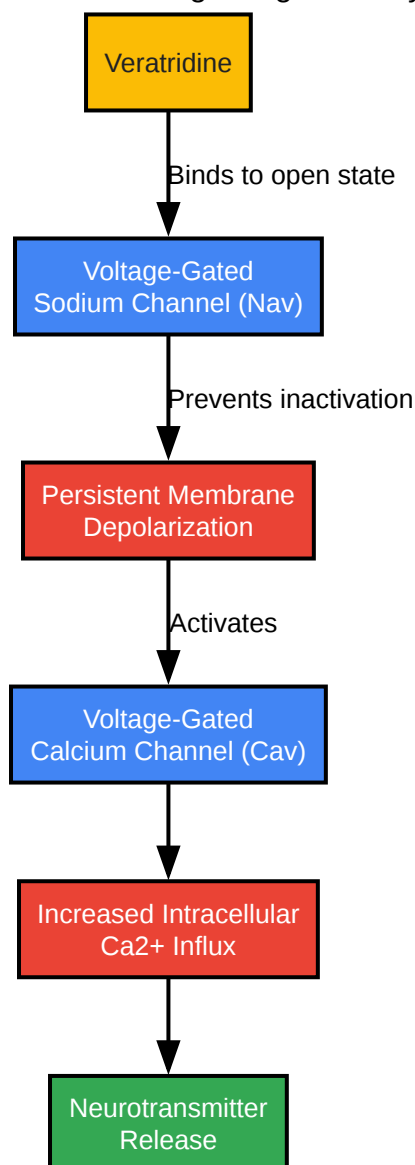 Veratridine
Binds to open state
Voltage-Gated
Sodium Channel (Nav)
Prevents inactivation
Persistent Membrane
Depolarization
Activates
Voltage-Gated
Calcium Channel (Cav)
Increased Intracellular
Ca2+ Influx
Neurotransmitter
Release